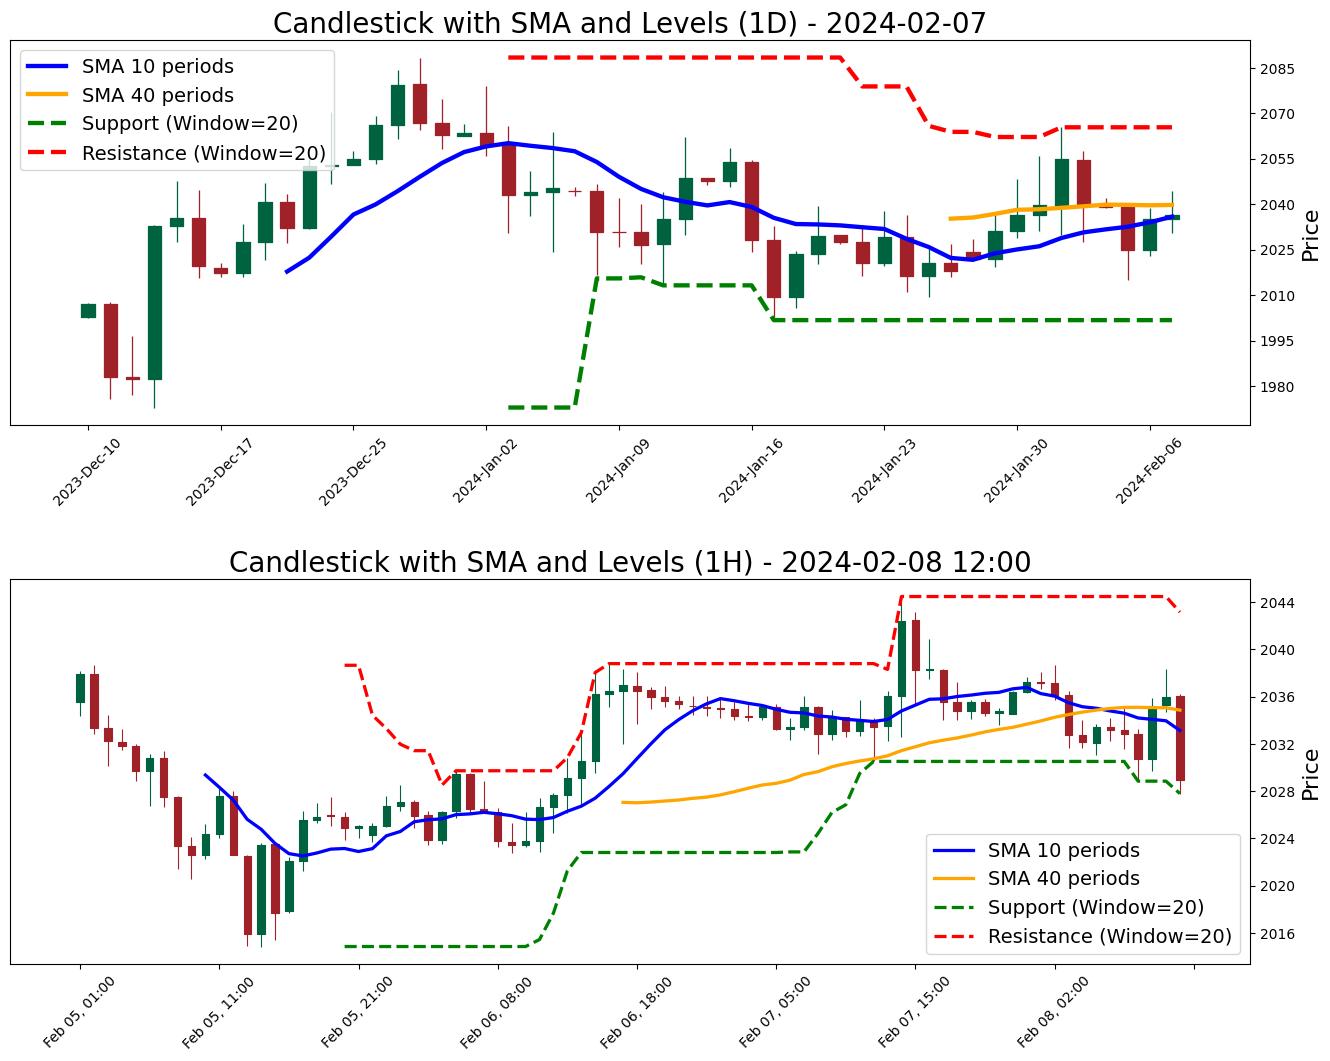 Candlestick with SMA and Levels (1D) - 2024-02-07
SMA 10 periods
SMA 40 periods
Support (Window=20)
Resistance (Window=20)
2085
2070
2055
2040
2025
2010
1995
1980
Price
2023-Dec-10
2023-Dec-17
2023-Dec-25
2024-Jan-02
2024-Jan-09
2024-Jan-16
2024-Jan-23
2024-Jan-30
2024-Feb-06
Candlestick with SMA and Levels (1H) - 2024-02-08 12:00
2044
2040
2036
2032
2028
2024
2020
2016
Price
SMA 10 periods
SMA 40 periods
Support (Window=20)
Resistance (Window=20)
Feb 05, 01:00
Feb 05, 11:00
Feb 05, 21:00
Feb 06, 08:00
Feb 06, 18:00
Feb 07, 05:00
Feb 07, 15:00
Feb 08, 02:00